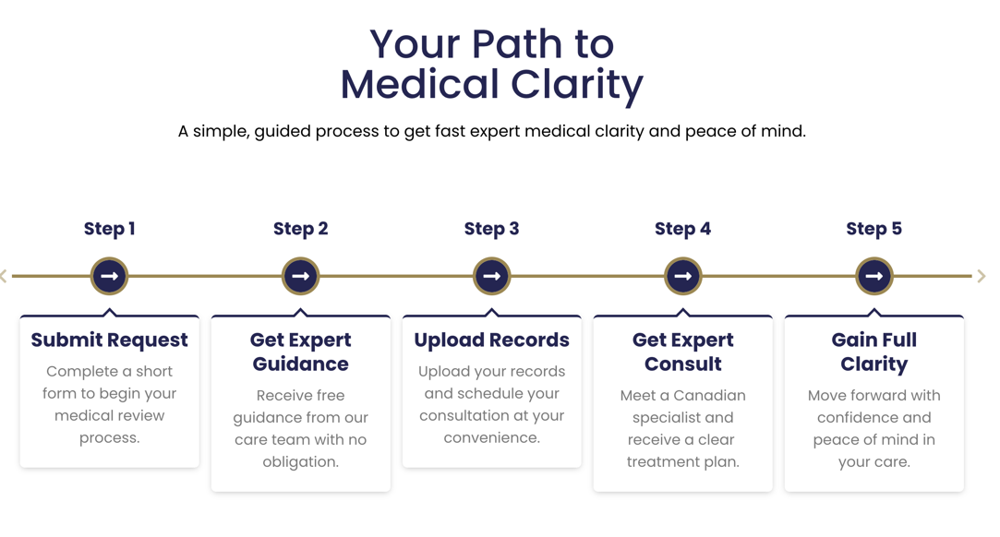 Your Path to
Medical Clarity
A simple, guided process to get fast expert medical clarity and peace of mind.
Step 1
Submit Request
Complete a short
form to begin your
medical review
process.
Step 2
Get Expert
Guidance
Receive free
guidance from our
care team with no
obligation.
Step 3
Upload Records
Upload your records
and schedule your
consultation at your
convenience.
Step 4
Get Expert
Consult
Meet a Canadian
specialist and
receive a clear
treatment plan.
Step 5
Gain Full
Clarity
Move forward with
confidence and
peace of mind in
your care.